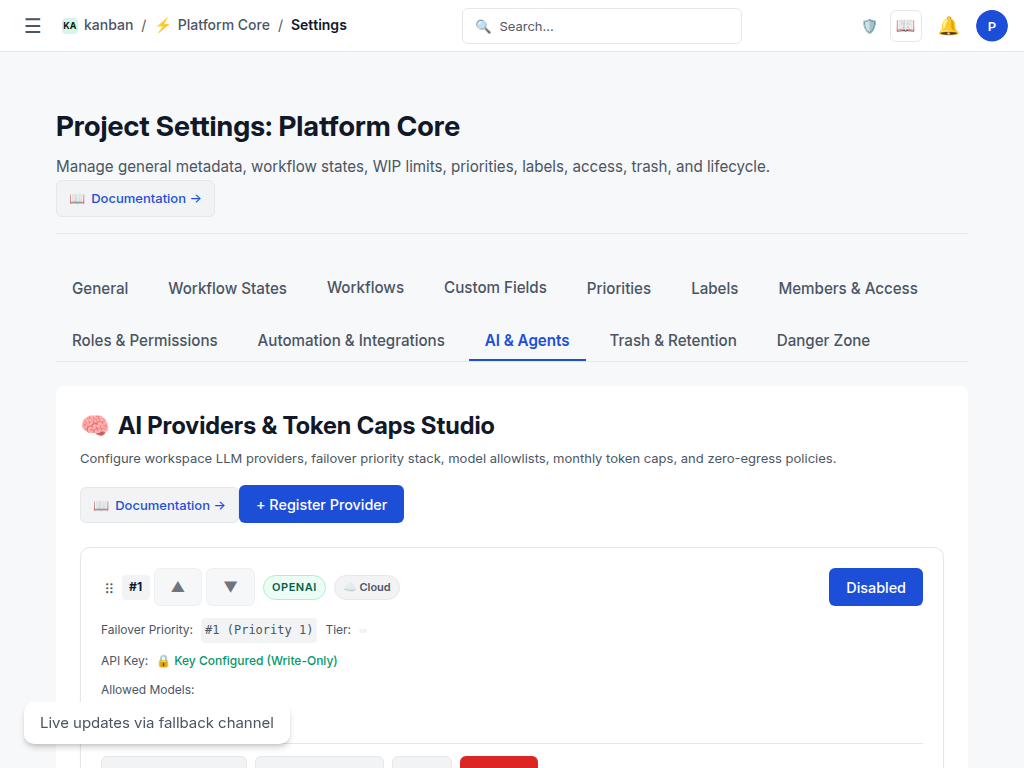 KA kanban / Platform Core / Settings
Search...
P
Project Settings: Platform Core
Manage general metadata, workflow states, WIP limits, priorities, labels, access, trash, and lifecycle.
Documentation →
General Workflow States Workflows Custom Fields Priorities Labels Members & Access
Roles & Permissions Automation & Integrations AI & Agents Trash & Retention Danger Zone
AI Providers & Token Caps Studio
Configure workspace LLM providers, failover priority stack, model allowlists, monthly token caps, and zero-egress policies.
Documentation → + Register Provider
#1 ▲ ▼ OPENAI Cloud Disabled
Failover Priority: #1 (Priority 1) Tier:
API Key: Key Configured (Write-Only)
Allowed Models:
Live updates via fallback channel